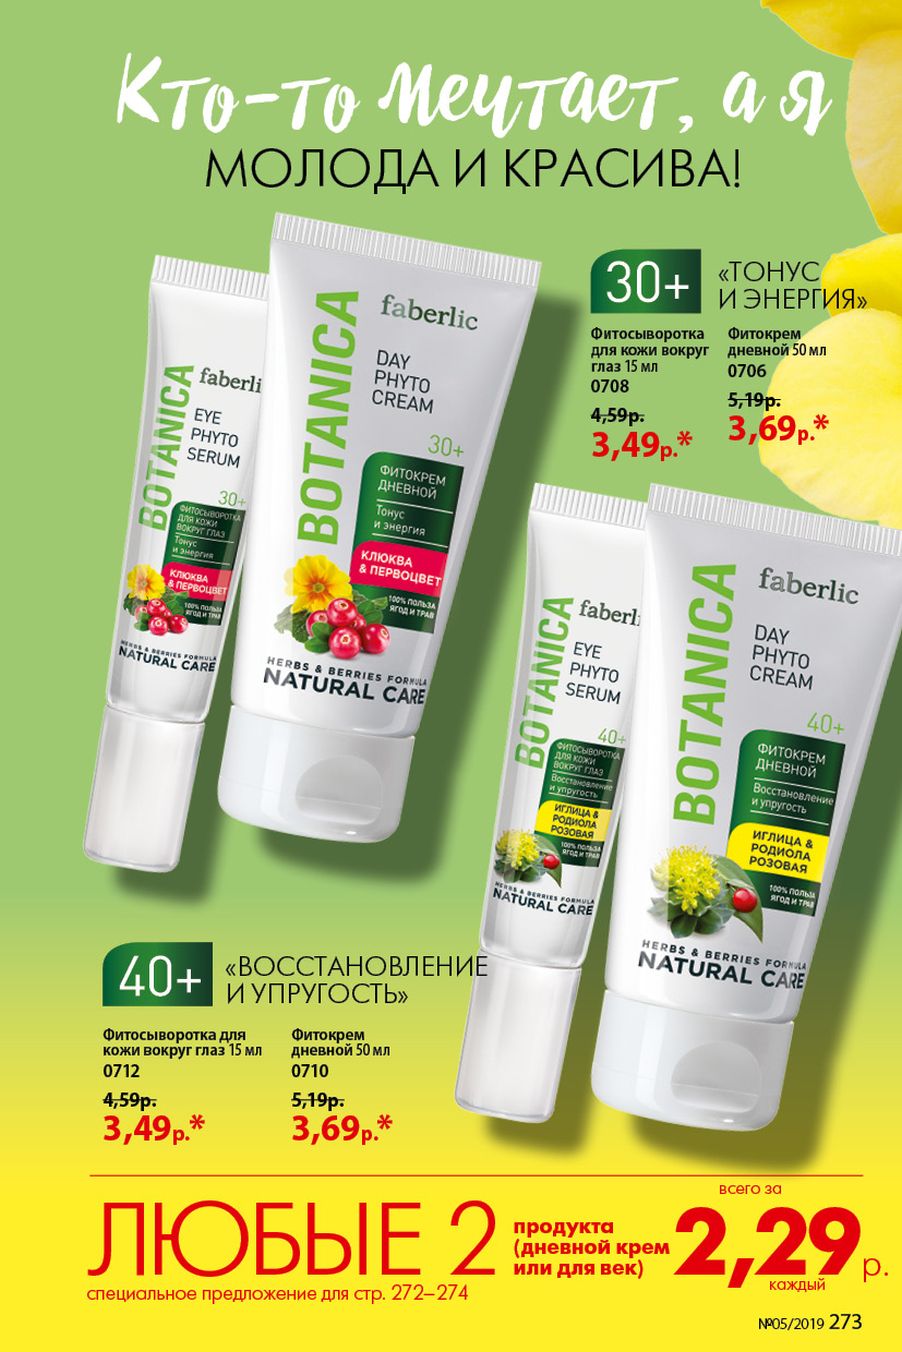 Кто-то мечтает, а я
МОЛОДА И КРАСИВА!
30+
«ТОНУС
И ЭНЕРГИЯ»
Фитосыворотка
для кожи вокруг
глаз 15 мл
0708
4,59р.
3,49р.*
Фитокрем
дневной 50 мл
0706
5,19р.
3,69р.*
BOTANICA
faberlic
EYE
PHYTO
SERUM
30+
ФИТОСЫВОРОТКА
ДЛЯ КОЖИ
ВОКРУГ ГЛАЗ
Тонус
и энергия
КЛЮКВА
& ПЕРВОЦВЕТ
100% ПОЛЬЗА
ЯГОД И ТРАВ
HERBS & BERRIES FORMULA
NATURAL CARE
BOTANICA
faberlic
DAY
PHYTO
CREAM
30+
ФИТОКРЕМ
ДНЕВНОЙ
Тонус
и энергия
КЛЮКВА
& ПЕРВОЦВЕТ
100% ПОЛЬЗА
ЯГОД И ТРАВ
HERBS & BERRIES FORMULA
NATURAL CARE
BOTANICA
faberli
EYE
PHYTO
SERUM
40+
ФИТОСЫВОРОТКА
ДЛЯ КОЖИ
ВОКРУГ ГЛАЗ
Восстановление
и упругость
ИГЛИЦА &
РОДИОЛА
РОЗОВАЯ
100% ПОЛЬЗА
ЯГОД И ТРАВ
HERBS & BERRIES FORMULA
NATURAL CARE
BOTANICA
faberlic
DAY
PHYTO
CREAM
40+
ФИТОКРЕМ
ДНЕВНОЙ
Восстановление
и упругость
ИГЛИЦА &
РОДИОЛА
РОЗОВАЯ
100% ПОЛЬЗА
ЯГОД И ТРАВ
HERBS & BERRIES FORMULA
NATURAL CARE
40+
«ВОССТАНОВЛЕНИЕ
И УПРУГОСТЬ»
Фитосыворотка для
кожи вокруг глаз 15 мл
0712
4,59р.
3,49р.*
Фитокрем
дневной 50 мл
0710
5,19р.
3,69р.*
ЛЮБЫЕ 2
продукта
(дневной крем
или для век)
всего за
2,29 р.
каждый
специальное предложение для стр. 272–274
№05/2019 273